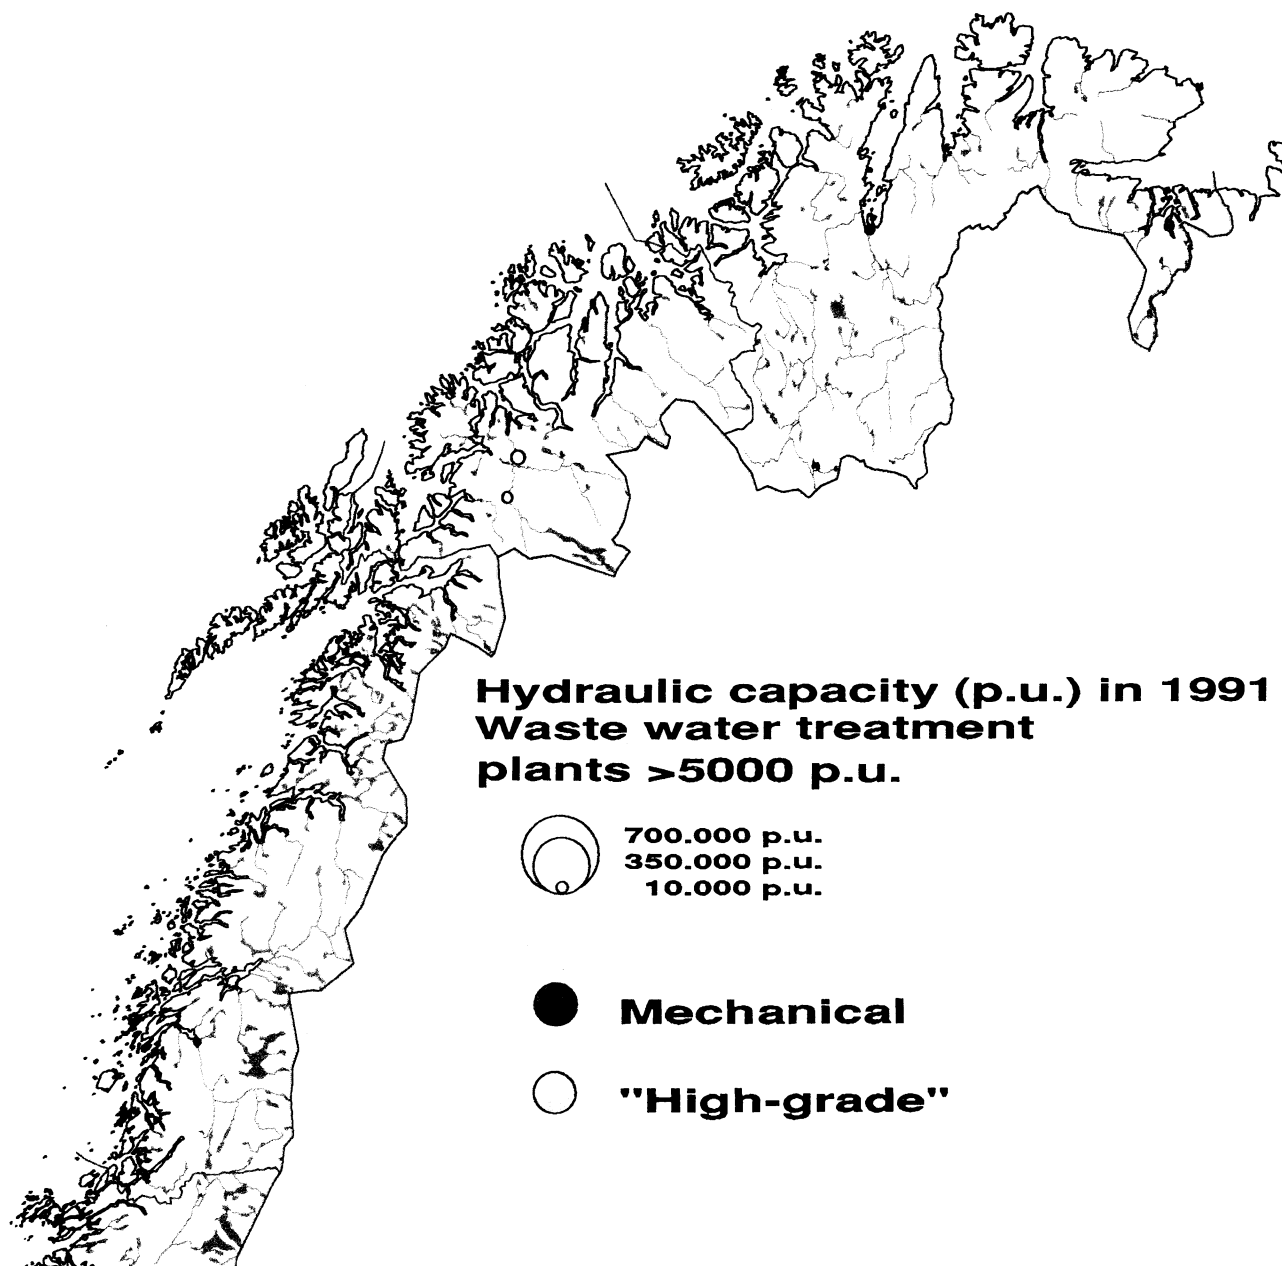 Hydraulic capacity (p.u.) in 1991
Waste water treatment
plants >5000 p.u.
700.000 p.u.
350.000 p.u.
10.000 p.u.
Mechanical
"High-grade"